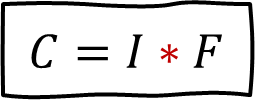 C = I * F